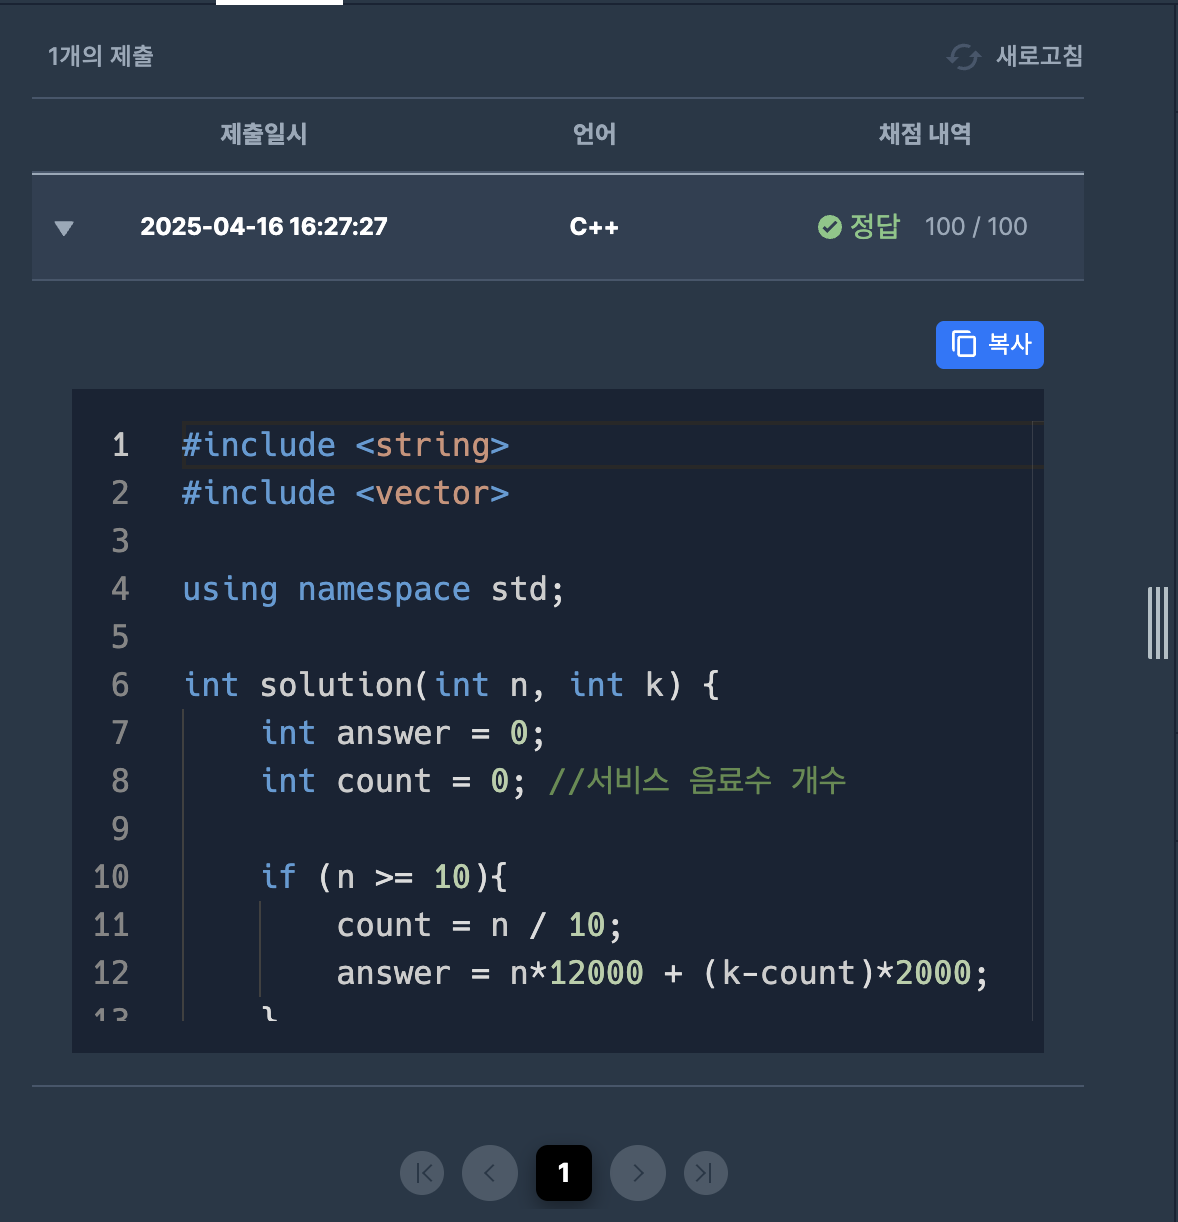 1개의 제출
새로고침
제출일시 언어 채점 내역
2025-04-16 16:27:27 C++ 정답 100 / 100
복사
1 #include <string>
2 #include <vector>
3
4 using namespace std;
5
6 int solution(int n, int k) {
7 int answer = 0;
8 int count = 0; //서비스 음료수 개수
9
10 if (n >= 10){
11 count = n / 10;
12 answer = n*12000 + (k-count)*2000;
13 }
1